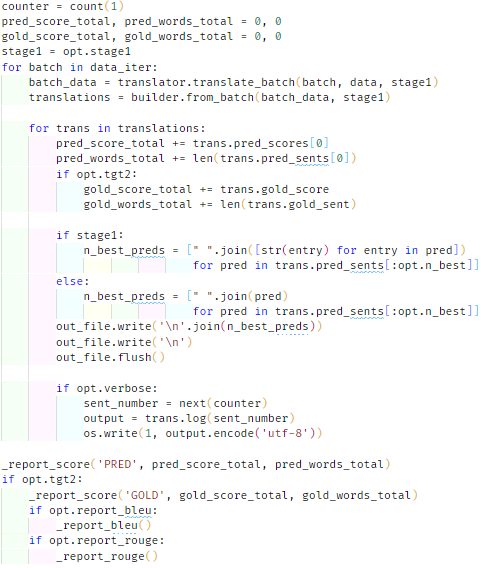 counter = count(1)
pred_score_total, pred_words_total = 0, 0
gold_score_total, gold_words_total = 0, 0
stage1 = opt.stage1
for batch in data_iter:
    batch_data = translator.translate_batch(batch, data, stage1)
    translations = builder.from_batch(batch_data, stage1)

    for trans in translations:
        pred_score_total += trans.pred_scores[0]
        pred_words_total += len(trans.pred_sents[0])
        if opt.tgt2:
            gold_score_total += trans.gold_score
            gold_words_total += len(trans.gold_sent)

        if stage1:
            n_best_preds = [" ".join([str(entry) for entry in pred])
                            for pred in trans.pred_sents[:opt.n_best]]
        else:
            n_best_preds = [" ".join(pred)
                            for pred in trans.pred_sents[:opt.n_best]]
        out_file.write('\n'.join(n_best_preds))
        out_file.write('\n')
        out_file.flush()

        if opt.verbose:
            sent_number = next(counter)
            output = trans.log(sent_number)
            os.write(1, output.encode('utf-8'))

_report_score('PRED', pred_score_total, pred_words_total)
if opt.tgt2:
    _report_score('GOLD', gold_score_total, gold_words_total)
    if opt.report_bleu:
        _report_bleu()
    if opt.report_rouge:
        _report_rouge()